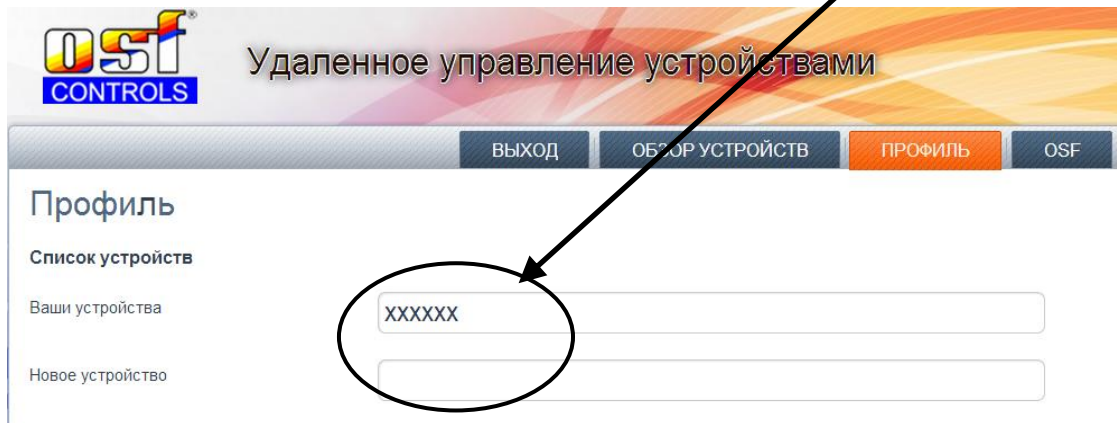 osf®
CONTROLS
Удаленное управление устройствами
ВЫХОД ОБЗОР УСТРОЙСТВ ПРОФИЛЬ OSF
Профиль
Список устройств
Ваши устройства XXXXXX
Новое устройство